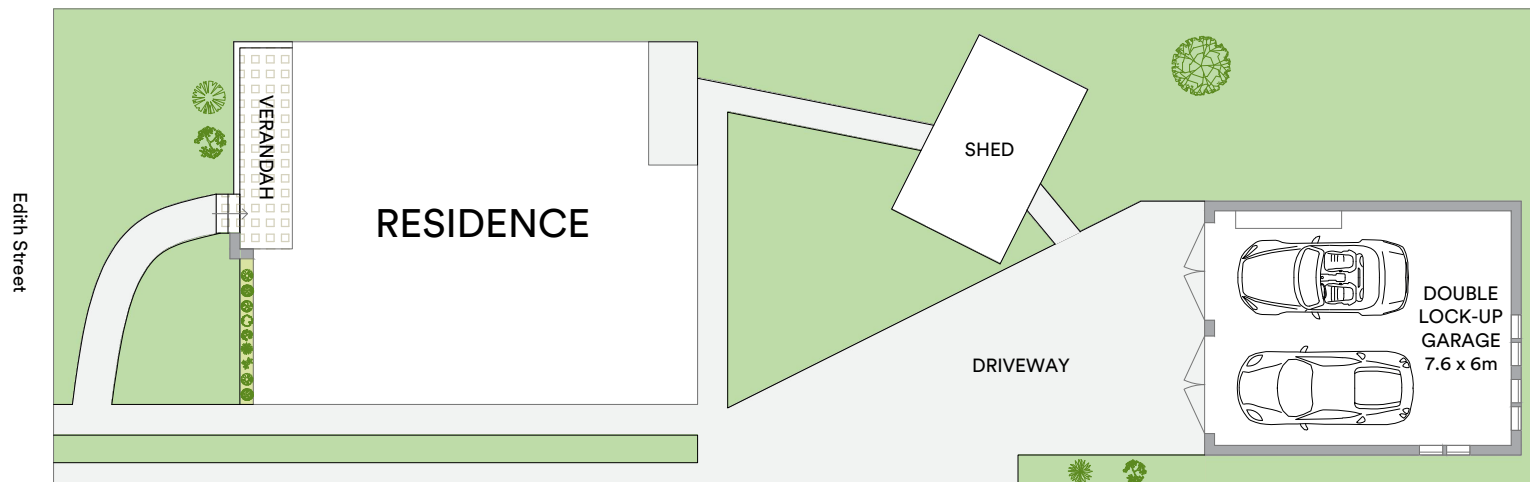 Edith Street
VERANDAH
RESIDENCE
SHED
DRIVEWAY
DOUBLE
LOCK-UP
GARAGE
7.6 x 6m